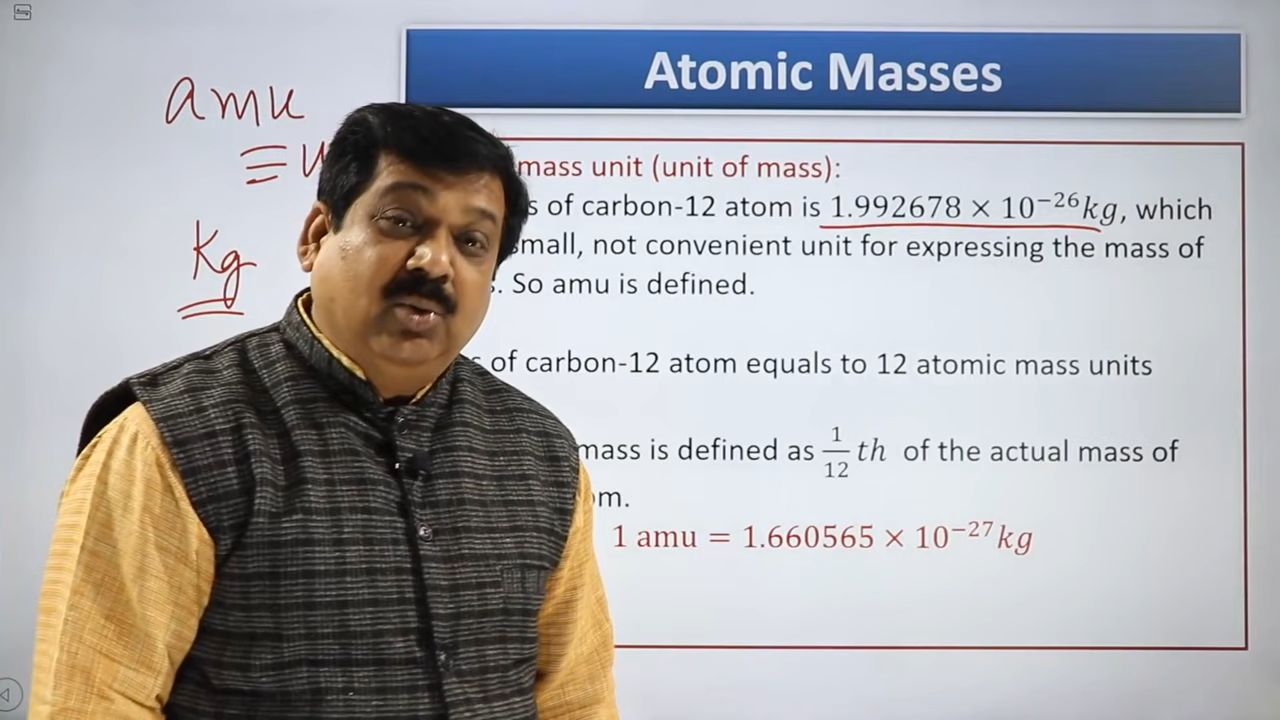 Atomic Masses
amu
≡ u
Kg
mass unit (unit of mass):
s of carbon-12 atom is 1.992678 × 10⁻²⁶kg, which
small, not convenient unit for expressing the mass of
s. So amu is defined.
s of carbon-12 atom equals to 12 atomic mass units
mass is defined as 1/12 th of the actual mass of
om.
1 amu = 1.660565 × 10⁻²⁷kg